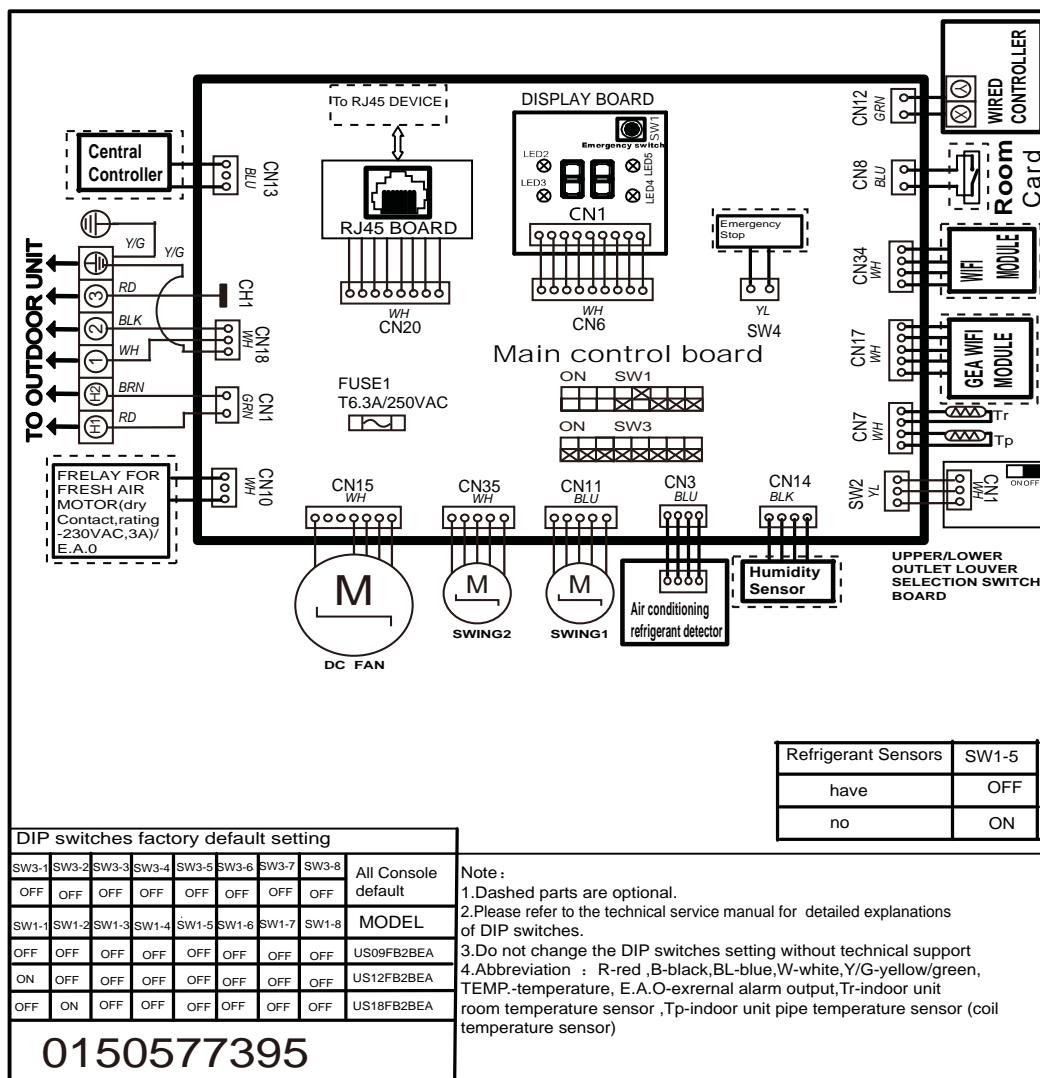 To RJ45 DEVICE
RJ45 BOARD
WH
CN20
DISPLAY BOARD
SW1
Emergency switch
LED2
LED3
LED5
LED4
CN1
WH
CN6
Emergency
Stop
YL
SW4
Main control board
ON SW1
ON SW3
FUSE1
T6.3A/250VAC
Central
Controller
CN13
BLU
TO OUTDOOR UNIT
Y/G
Y/G
3
RD
CH1
2
BLK
1
WH
CN18
WH
H2
BRN
H1
RD
CN1
GRN
FRELAY FOR
FRESH AIR
MOTOR(dry
Contact,rating
-230VAC,3A)/
E.A.0
CN10
WH
CN15
WH
M
DC FAN
CN35
WH
M
SWING2
CN11
BLU
M
SWING1
CN3
BLU
Air conditioning
refrigerant detector
CN14
BLK
Humidity
Sensor
CN12
GRN
Y
X
WIRED
CONTROLLER
CN8
BLU
Room
Card
CN34
WH
WIFI
MODULE
CN17
WH
GEA WIFI
MODULE
CN7
WH
Tr
Tp
SW2
YL
CN1
WH
ON OFF
UPPER/LOWER
OUTLET LOUVER
SELECTION SWITCH
BOARD
Refrigerant Sensors SW1-5
have OFF
no ON
DIP switches factory default setting
SW3-1 SW3-2 SW3-3 SW3-4 SW3-5 SW3-6 SW3-7 SW3-8 All Console default
OFF OFF OFF OFF OFF OFF OFF OFF
SW1-1 SW1-2 SW1-3 SW1-4 SW1-5 SW1-6 SW1-7 SW1-8 MODEL
OFF OFF OFF OFF OFF OFF OFF OFF US09FB2BEA
ON OFF OFF OFF OFF OFF OFF OFF US12FB2BEA
OFF ON OFF OFF OFF OFF OFF OFF US18FB2BEA
0150577395
Note：
1.Dashed parts are optional.
2.Please refer to the technical service manual for detailed explanations
of DIP switches.
3.Do not change the DIP switches setting without technical support
4.Abbreviation ：R-red ,B-black,BL-blue,W-white,Y/G-yellow/green,
TEMP.-temperature, E.A.O-exrernal alarm output,Tr-indoor unit
room temperature sensor ,Tp-indoor unit pipe temperature sensor (coil
temperature sensor)